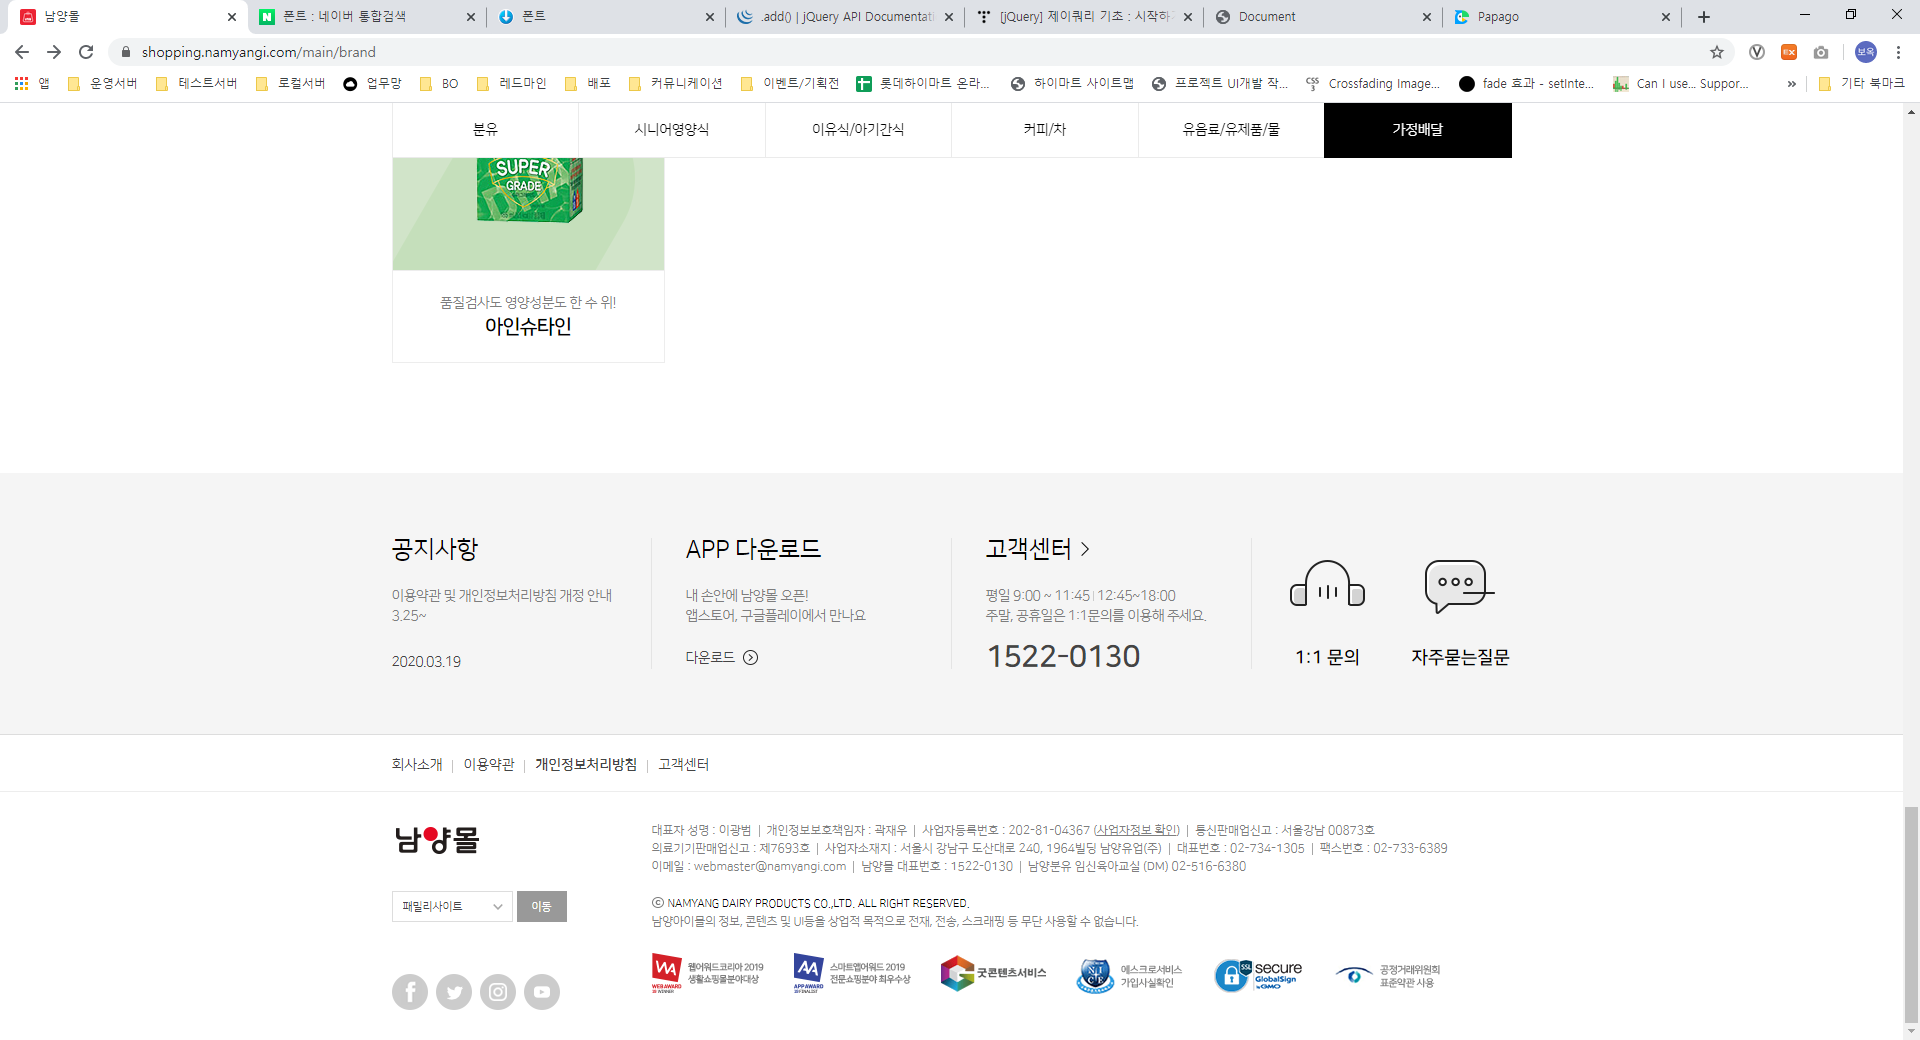 남양몰
폰트 : 네이버 통합검색
폰트
.add() | jQuery API Documentati
[jQuery] 제이쿼리 기초 : 시작하기
Document
Papago
shopping.namyangi.com/main/brand
보옥
앱
운영서버
테스트서버
로컬서버
업무망
BO
레드마인
배포
커뮤니케이션
이벤트/기획전
롯데하이마트 온라...
하이마트 사이트맵
프로젝트 UI개발 작...
CSS
Crossfading Image...
fade 효과 - setInte...
Can I use... Suppor...
»
기타 북마크
분유
시니어영양식
이유식/아기간식
커피/차
유음료/유제품/물
가정배달
SUPER
GRADE
품질검사도 영양성분도 한 수 위!
아인슈타인
공지사항
이용약관 및 개인정보처리방침 개정 안내
3.25~
2020.03.19
APP 다운로드
내 손안에 남양몰 오픈!
앱스토어, 구글플레이에서 만나요
다운로드
고객센터 >
평일 9:00 ~ 11:45 | 12:45~18:00
주말, 공휴일은 1:1문의를 이용해 주세요.
1522-0130
1:1 문의
자주묻는질문
회사소개 | 이용약관 | 개인정보처리방침 | 고객센터
남양몰
패밀리사이트
이동
대표자 성명 : 이광범 | 개인정보보호책임자 : 곽재우 | 사업자등록번호 : 202-81-04367 (사업자정보 확인) | 통신판매업신고 : 서울강남 00873호
의료기기판매업신고 : 제7693호 | 사업자소재지 : 서울시 강남구 도산대로 240, 1964빌딩 남양유업(주) | 대표번호 : 02-734-1305 | 팩스번호 : 02-733-6389
이메일 : webmaster@namyangi.com | 남양몰 대표번호 : 1522-0130 | 남양분유 임신육아교실 (DM) 02-516-6380
ⓒ NAMYANG DAIRY PRODUCTS CO.,LTD. ALL RIGHT RESERVED.
남양아이몰의 정보, 콘텐츠 및 UI등을 상업적 목적으로 전재, 전송, 스크래핑 등 무단 사용할 수 없습니다.
WEB AWARD
WINNER
웹어워드코리아 2019
생활쇼핑몰분야대상
APP AWARD
FINALIST
스마트앱어워드 2019
전문쇼핑분야 최우수상
굿콘텐츠서비스
NICE
에스크로서비스
가입사실확인
SSL
secure
GlobalSign
by GMO
공정거래위원회
표준약관 사용